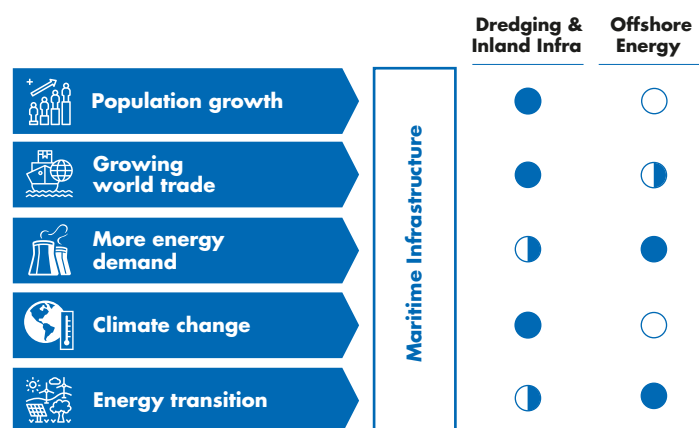 Dredging &
Inland Infra
Offshore
Energy
Population growth
Growing
world trade
More energy
demand
Climate change
Energy transition
Maritime Infrastructure